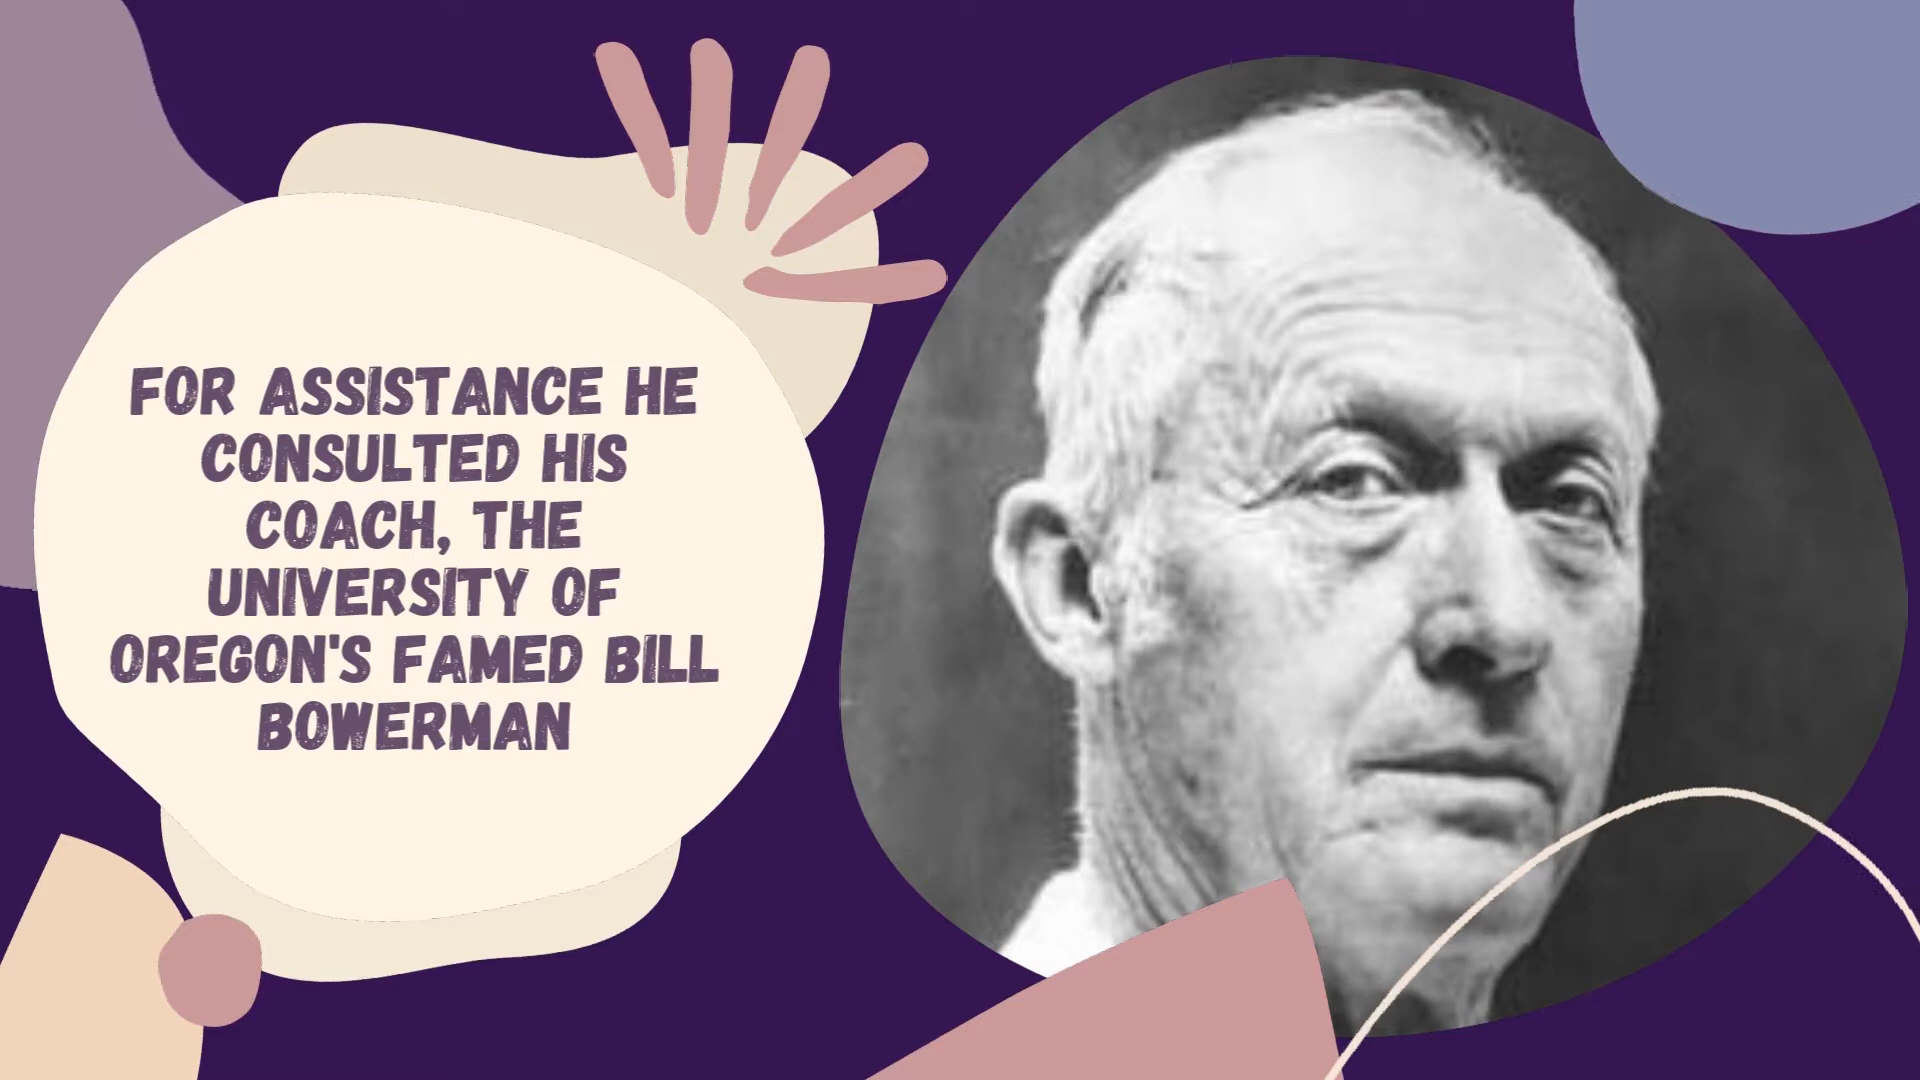 FOR ASSISTANCE HE
CONSULTED HIS
COACH, THE
UNIVERSITY OF
OREGON'S FAMED BILL
BOWERMAN